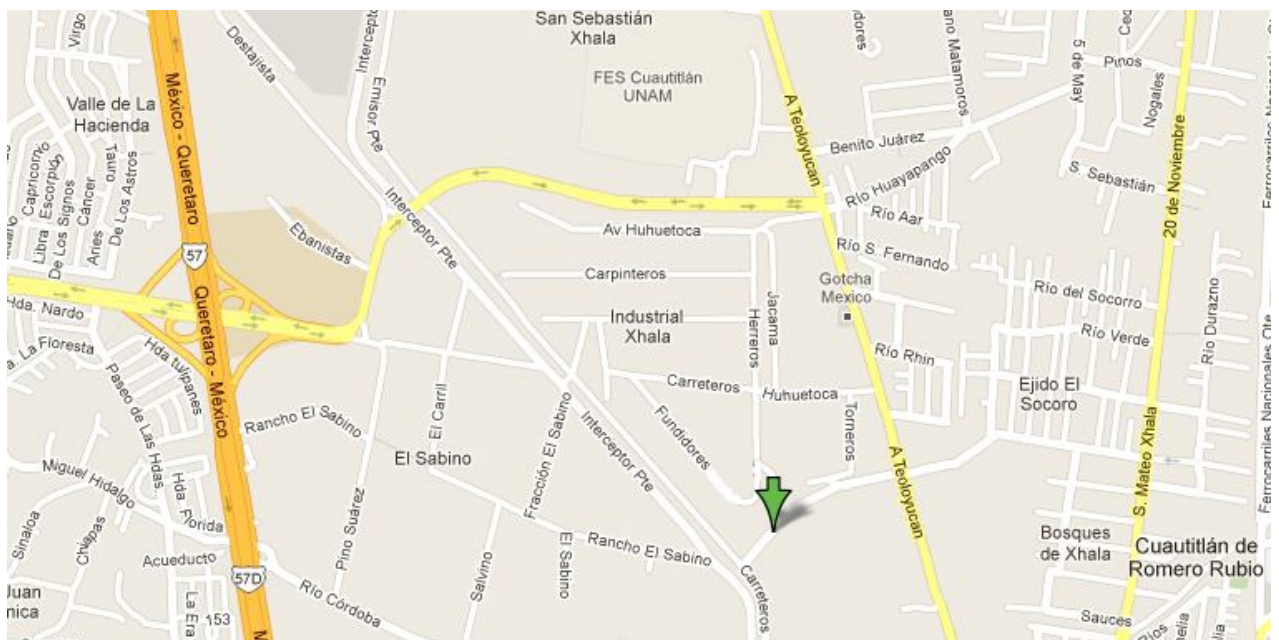 San Sebastián
Xhala
FES Cuautitlán
UNAM
Virgo
Destajista
Interceptor
Emisor Pte
México - Queretaro
A Teoloyucan
ano Matamoros
5 de May
Pinos
Nogales
Valle de La
Hacienda
Benito Juárez
Capricornio
Libra
Escorpión
De Los Signos
Aries
Cáncer
Tauro
De Los Astros
Río Huayapango
S. Sebastián
20 de Noviembre
Interceptor Pte
Río Aar
Ebanistas
Av Huhuetoca
57
Río S. Fernando
Carpinteros
Gotcha
Mexico
Río del Socorro
Queretaro - México
Hda. Nardo
Jacama
Herreros
Industrial
Xhala
Río Verde
Río Durazno
a. La Floresta
Hda. tulipanes
Río Rhin
Paseo de Las Hdas.
Carreteros
Huhuetoca
Ejido El
Socoro
Ferrocarriles Nacionales Ote
Rancho El Sabino
El Carril
Fracción El Sabino
Interceptor Pte
Fundidores
Torneros
El Sabino
A Teoloyucan
S. Mateo Xhala
Miguel Hidalgo
Hda. Florida
Pino Suárez
Sinaloa
Chiapas
Rancho El Sabino
Bosques
de Xhala
Cuautitlán de
Romero Rubio
Acueducto
57D
Río Córdoba
Salvino
El Sabino
Carreteros
Juan
nica
La Era
153
Sauces
Ríos